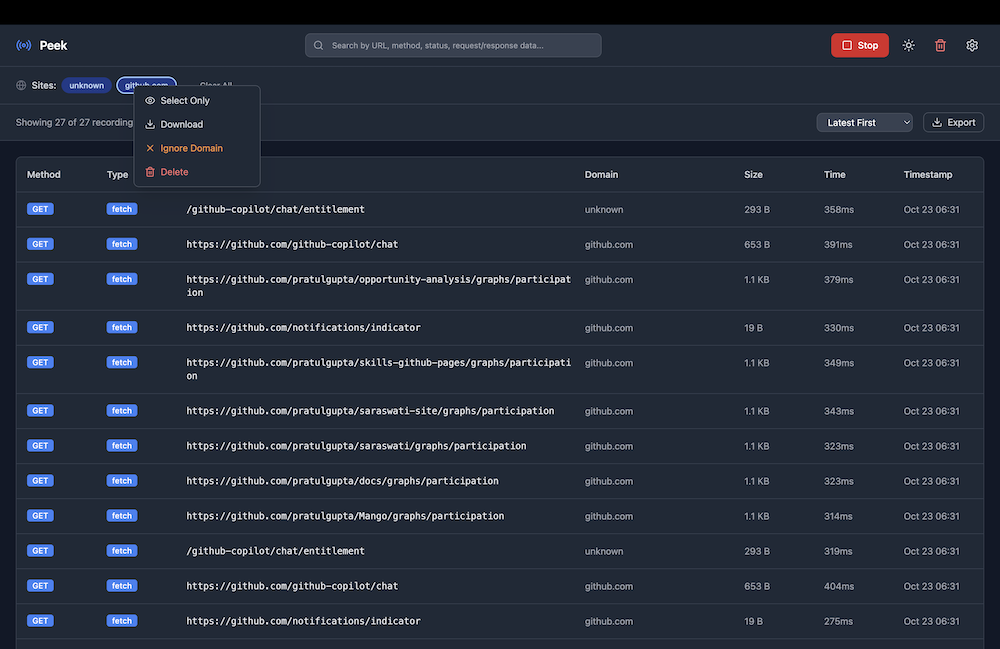 Peek
Search by URL, method, status, request/response data...
Stop
Sites: unknown github.com Clear All
Select Only
Download
Ignore Domain
Delete
Showing 27 of 27 recording
Latest First
Export
Method Type Domain Size Time Timestamp
GET fetch /github-copilot/chat/entitlement unknown 293 B 358ms Oct 23 06:31
GET fetch https://github.com/github-copilot/chat github.com 653 B 391ms Oct 23 06:31
GET fetch https://github.com/pratulgupta/opportunity-analysis/graphs/participat github.com 1.1 KB 379ms Oct 23 06:31
ion
GET fetch https://github.com/notifications/indicator github.com 19 B 330ms Oct 23 06:31
GET fetch https://github.com/pratulgupta/skills-github-pages/graphs/participati github.com 1.1 KB 349ms Oct 23 06:31
on
GET fetch https://github.com/pratulgupta/saraswati-site/graphs/participation github.com 1.1 KB 343ms Oct 23 06:31
GET fetch https://github.com/pratulgupta/saraswati/graphs/participation github.com 1.1 KB 323ms Oct 23 06:31
GET fetch https://github.com/pratulgupta/docs/graphs/participation github.com 1.1 KB 323ms Oct 23 06:31
GET fetch https://github.com/pratulgupta/Mango/graphs/participation github.com 1.1 KB 314ms Oct 23 06:31
GET fetch /github-copilot/chat/entitlement unknown 293 B 319ms Oct 23 06:31
GET fetch https://github.com/github-copilot/chat github.com 653 B 404ms Oct 23 06:31
GET fetch https://github.com/notifications/indicator github.com 19 B 275ms Oct 23 06:31